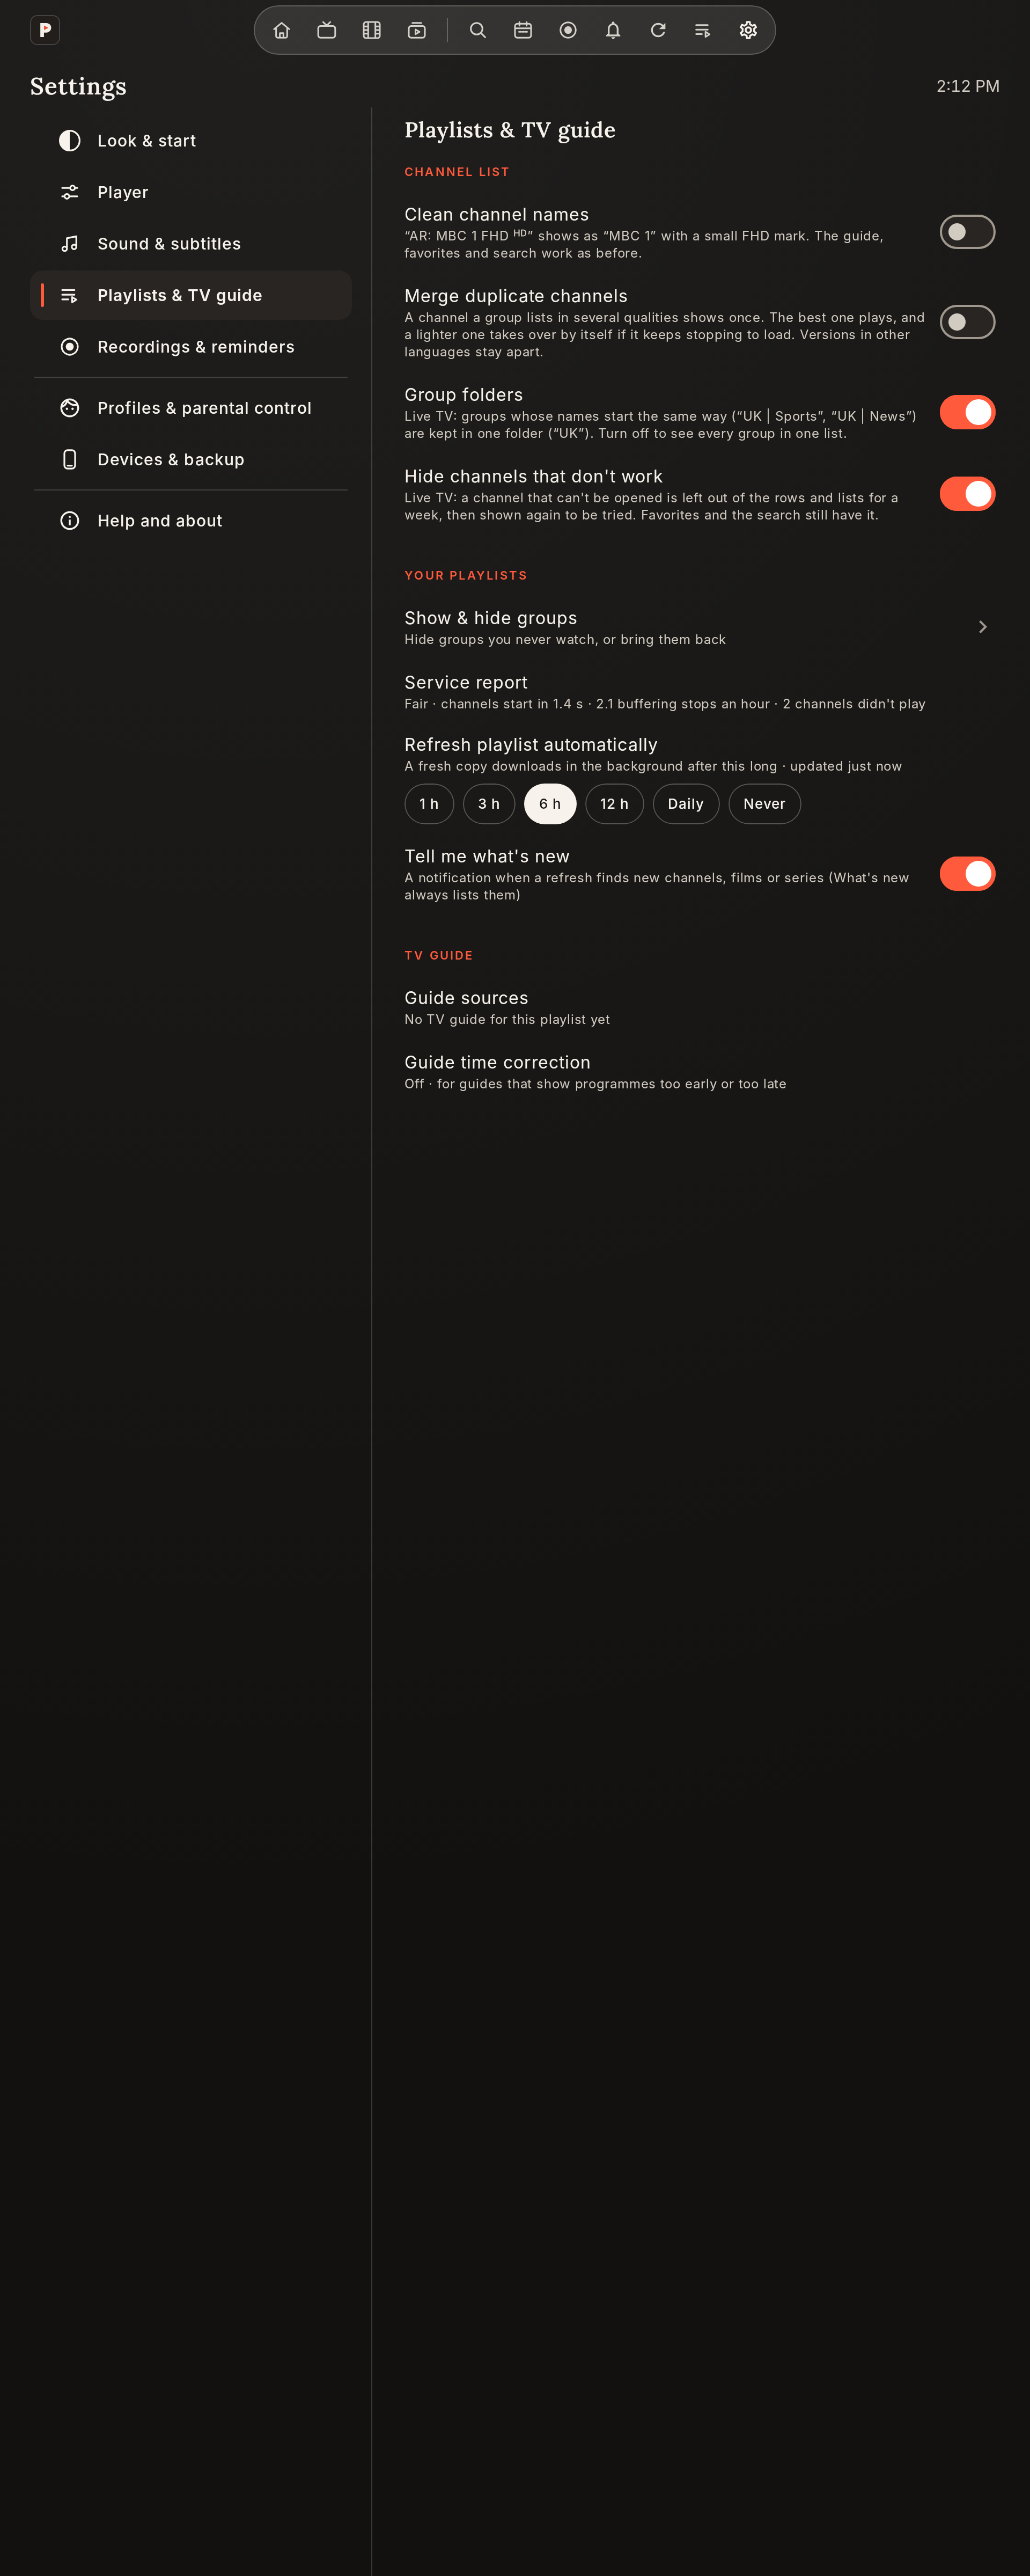 P
Settings
2:12 PM
Look & start
Player
Sound & subtitles
Playlists & TV guide
Recordings & reminders
Profiles & parental control
Devices & backup
Help and about
Playlists & TV guide
CHANNEL LIST
Clean channel names
“AR: MBC 1 FHD ᴴᴰ” shows as “MBC 1” with a small FHD mark. The guide,
favorites and search work as before.
Merge duplicate channels
A channel a group lists in several qualities shows once. The best one plays, and
a lighter one takes over by itself if it keeps stopping to load. Versions in other
languages stay apart.
Group folders
Live TV: groups whose names start the same way (“UK | Sports”, “UK | News”)
are kept in one folder (“UK”). Turn off to see every group in one list.
Hide channels that don't work
Live TV: a channel that can't be opened is left out of the rows and lists for a
week, then shown again to be tried. Favorites and the search still have it.
YOUR PLAYLISTS
Show & hide groups
Hide groups you never watch, or bring them back
Service report
Fair · channels start in 1.4 s · 2.1 buffering stops an hour · 2 channels didn't play
Refresh playlist automatically
A fresh copy downloads in the background after this long · updated just now
1 h 3 h 6 h 12 h Daily Never
Tell me what's new
A notification when a refresh finds new channels, films or series (What's new
always lists them)
TV GUIDE
Guide sources
No TV guide for this playlist yet
Guide time correction
Off · for guides that show programmes too early or too late